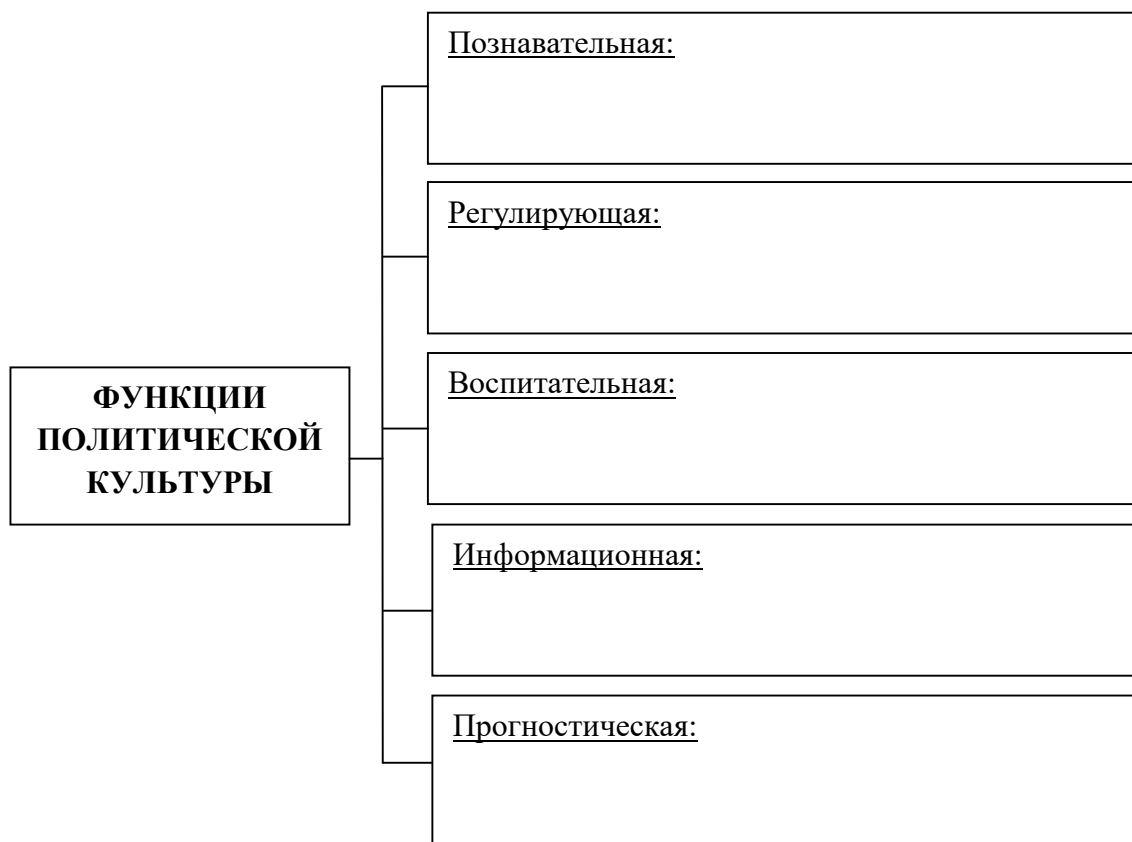 Познавательная:
Регулирующая:
Воспитательная:
ФУНКЦИИ
ПОЛИТИЧЕСКОЙ
КУЛЬТУРЫ
Информационная:
Прогностическая: